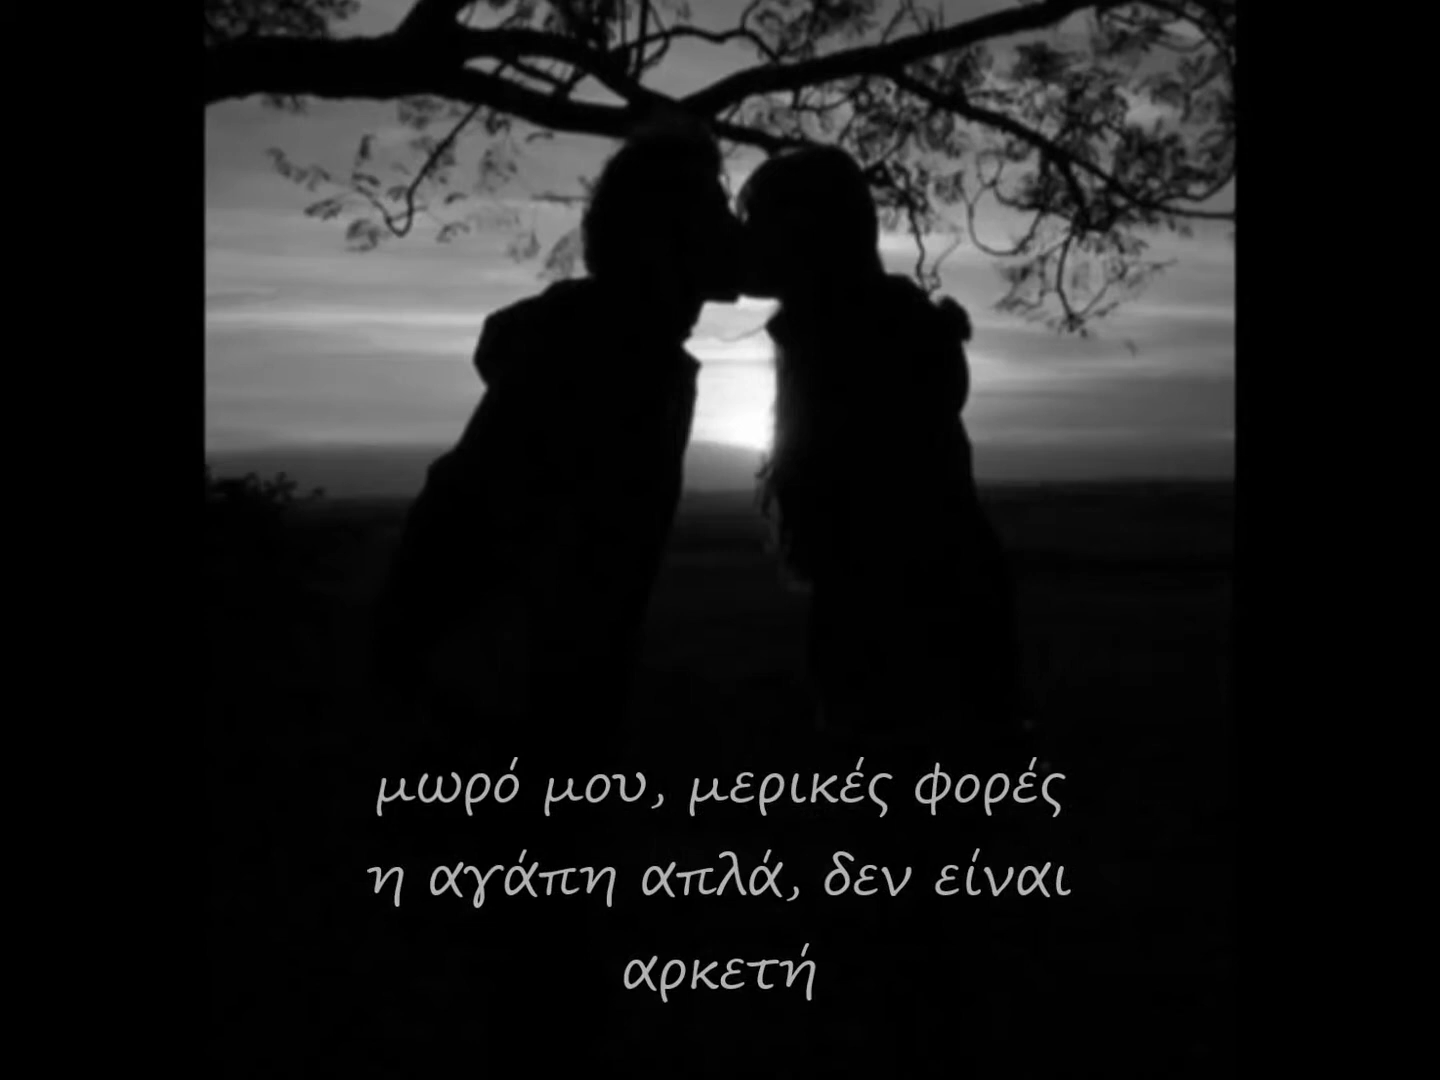 μωρό μου, μερικές φορές
η αγάπη απλά, δεν είναι
αρκετή